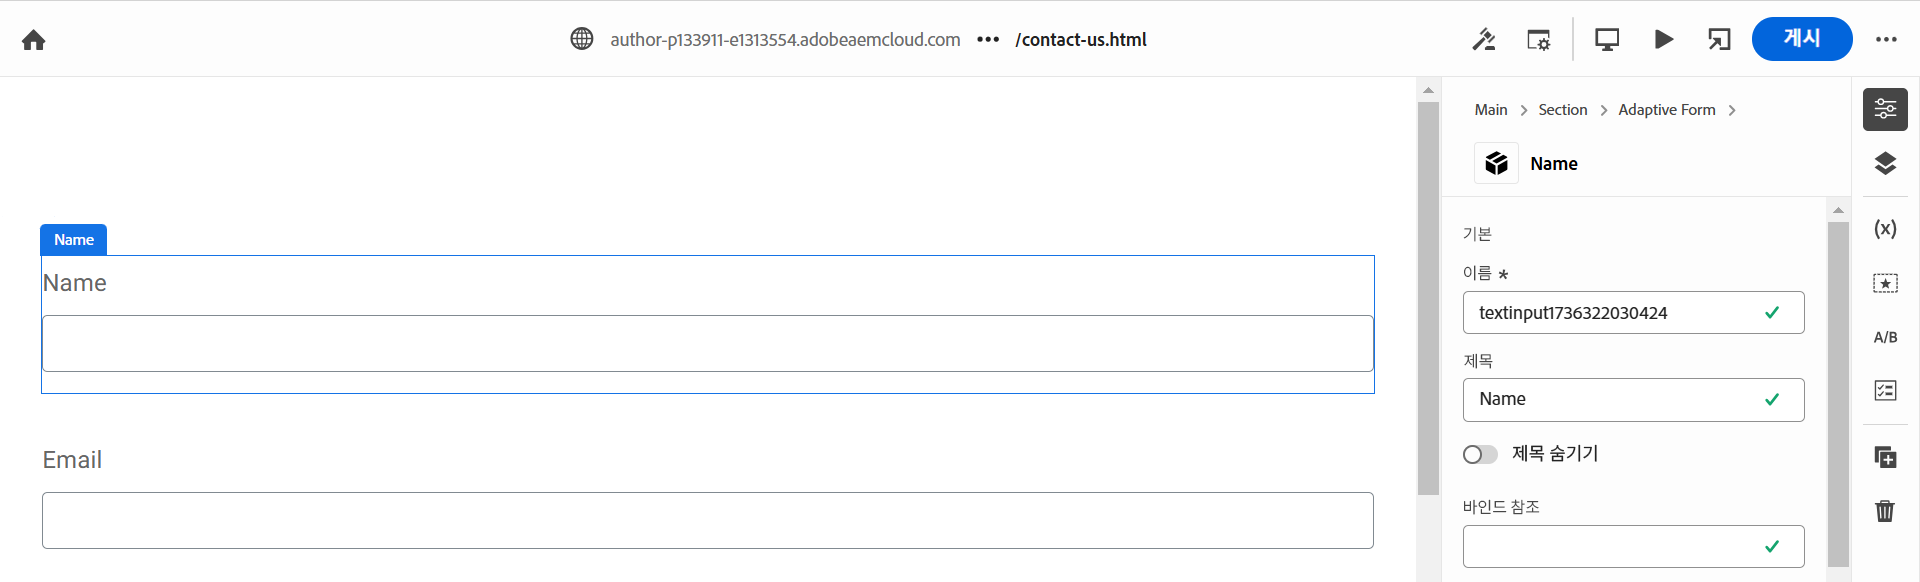 author-p133911-e1313554.adobeaemcloud.com ••• /contact-us.html
게시
Main > Section > Adaptive Form >
Name
Name
Name
Email
기본
이름 *
textinput1736322030424
제목
Name
제목 숨기기
바인드 참조
(x)
A/B